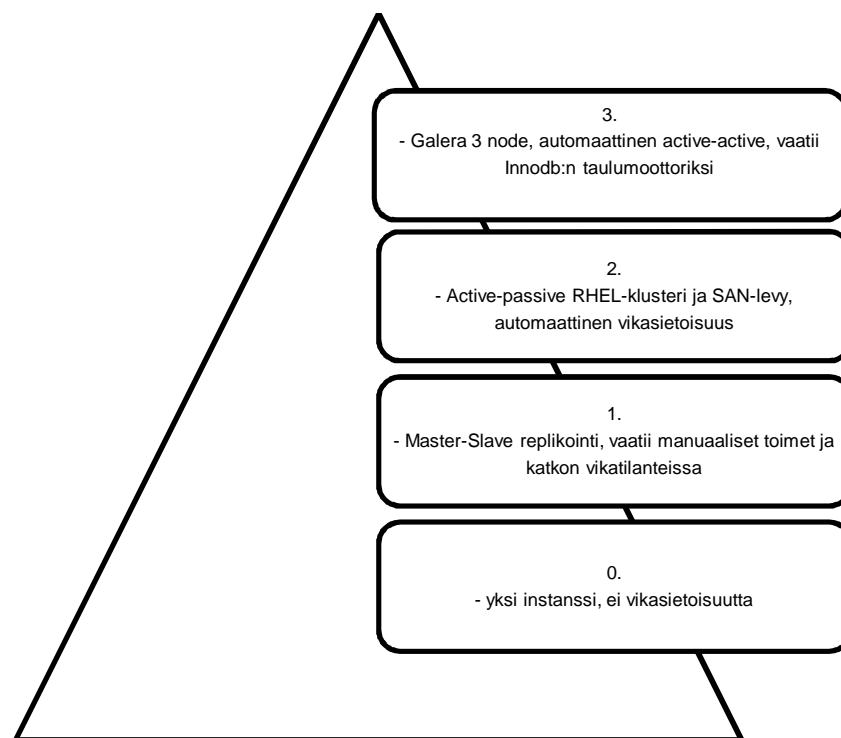 3.
- Galera 3 node, automaattinen active-active, vaatii
Innodb:n taulumoottoriksi
2.
- Active-passive RHEL-klusteri ja SAN-levy,
automaattinen vikasietoisuus
1.
- Master-Slave replikointi, vaatii manuaaliset toimet ja
katkon vikatilanteissa
0.
- yksi instanssi, ei vikasietoisuutta